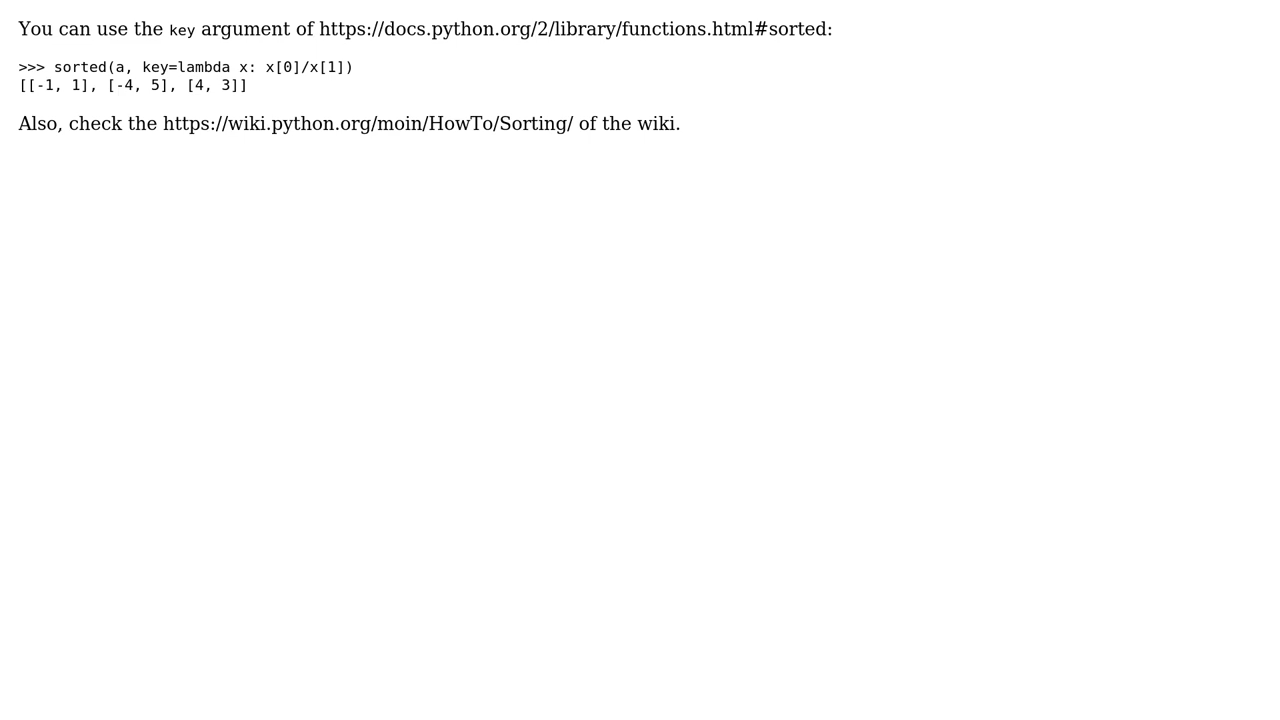 You can use the key argument of https://docs.python.org/2/library/functions.html#sorted:
>>> sorted(a, key=lambda x: x[0]/x[1])
[[-1, 1], [-4, 5], [4, 3]]
Also, check the https://wiki.python.org/moin/HowTo/Sorting/ of the wiki.